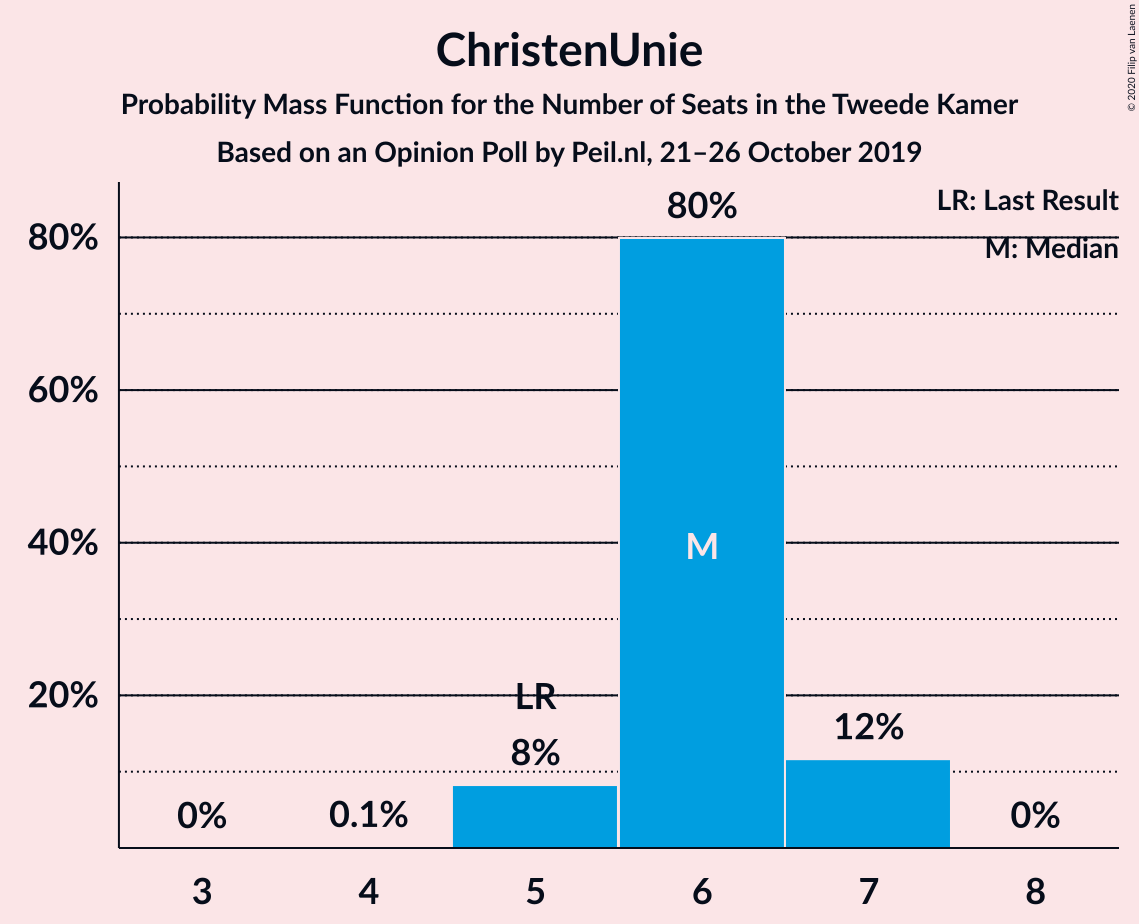 ChristenUnie
Probability Mass Function for the Number of Seats in the Tweede Kamer
Based on an Opinion Poll by Peil.nl, 21–26 October 2019
© 2020 Filip van Laenen
LR: Last Result
M: Median
80%
60%
40%
20%
0%
0.1%
LR
8%
80%
M
12%
0%
3 4 5 6 7 8